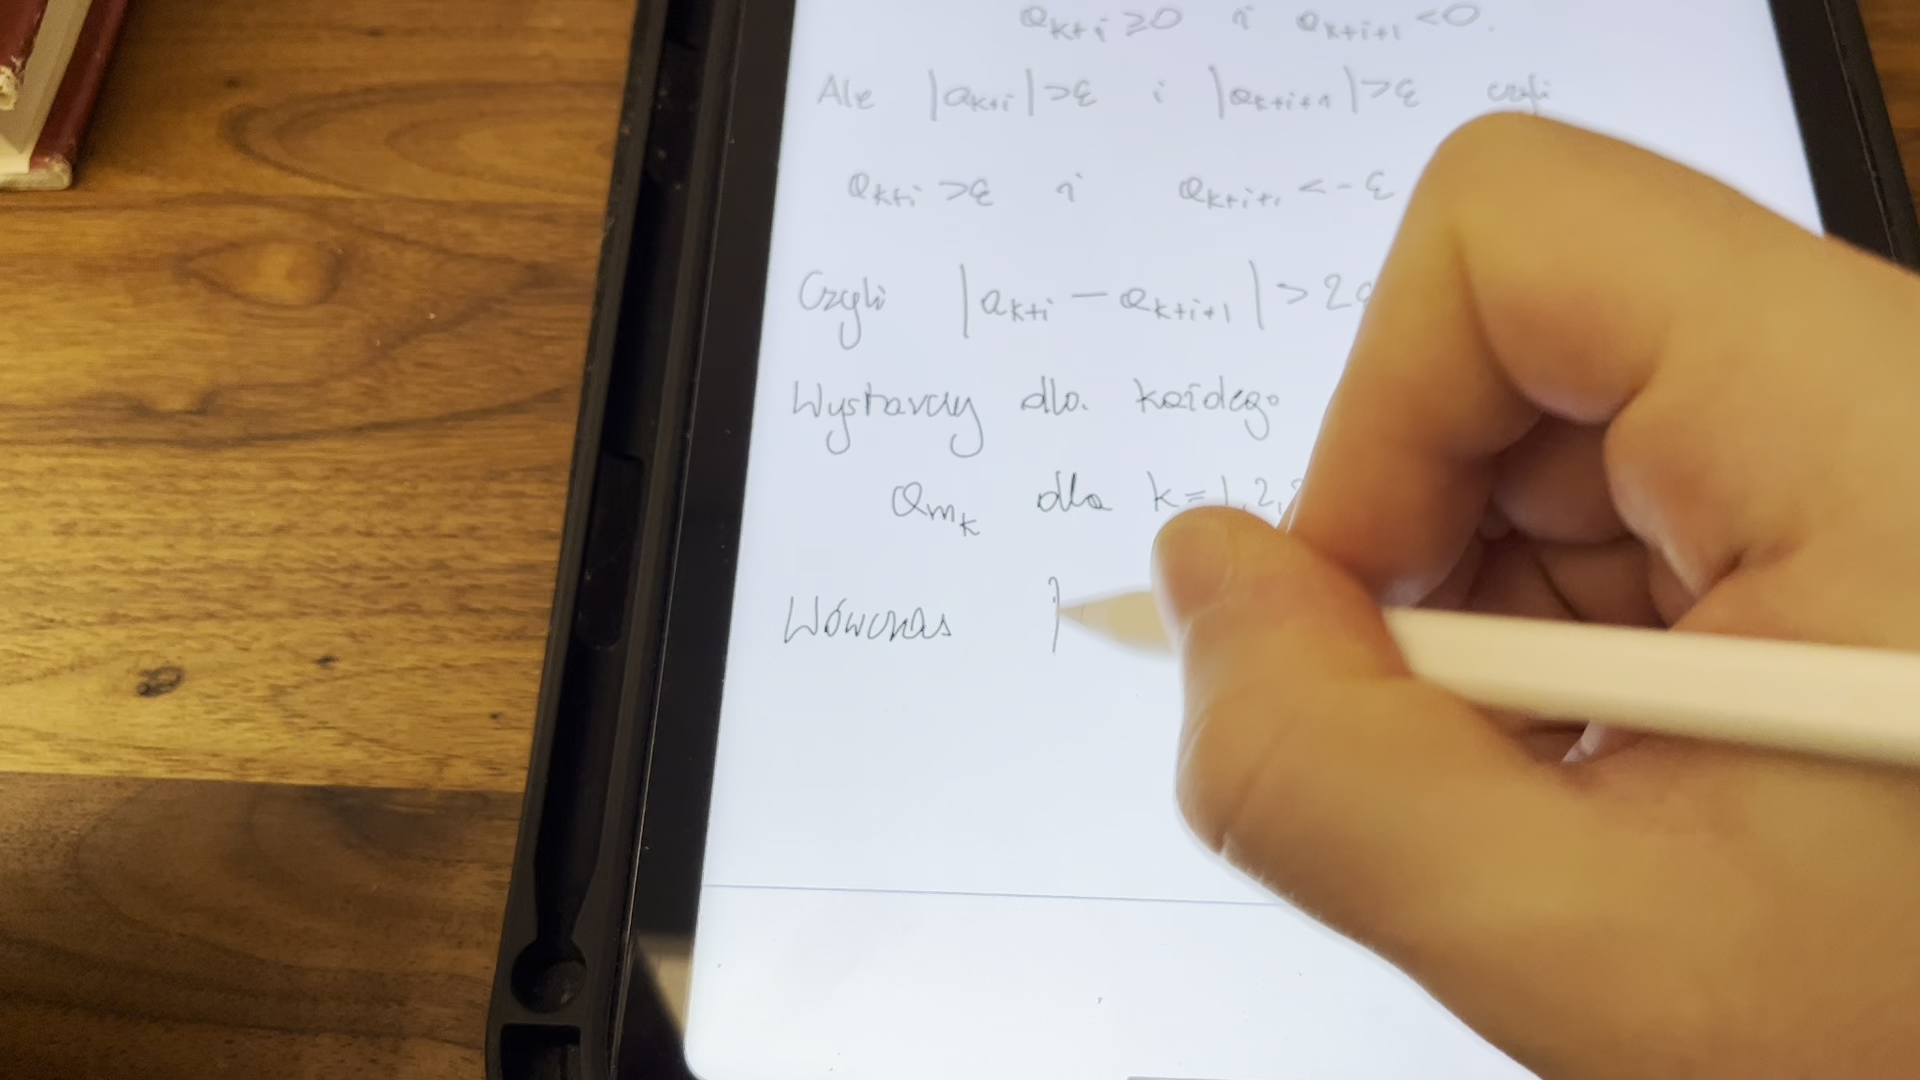 a_{k+i} ≥0 i a_{k+i+1} <0.
Ale |a_{k+i}|>ε i |a_{k+i+1}|>ε czyli
a_{k+i} >ε i a_{k+i+1} <-ε
Czyli |a_{k+i} - a_{k+i+1}| > 2
Wystarczy dla każdego
a_{m_k} dla k=1,2,
Wówczas |